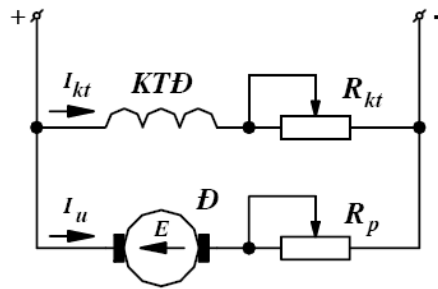 + -
I_kt KTĐ R_kt
I_u E Đ R_p